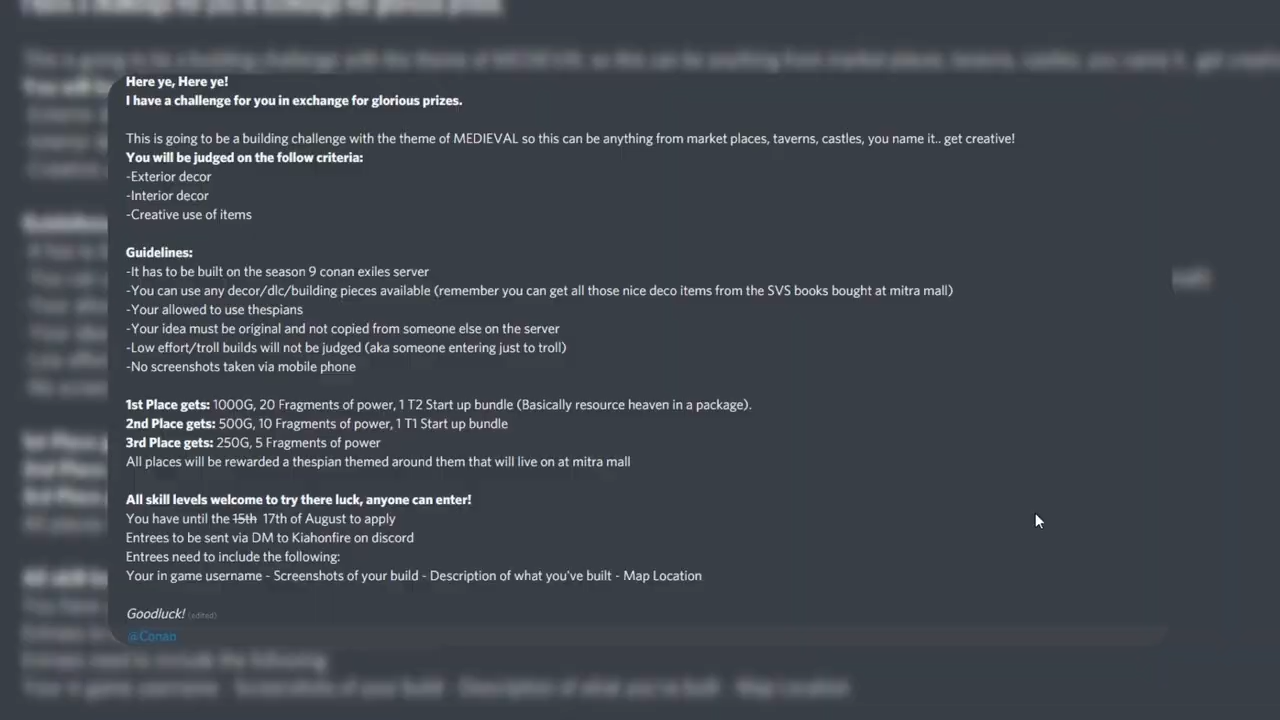 Here ye, Here ye!
I have a challenge for you in exchange for glorious prizes.
This is going to be a building challenge with the theme of MEDIEVAL so this can be anything from market places, taverns, castles, you name it.. get creative!
You will be judged on the follow criteria:
-Exterior decor
-Interior decor
-Creative use of items
Guidelines:
-It has to be built on the season 9 conan exiles server
-You can use any decor/dlc/building pieces available (remember you can get all those nice deco items from the SVS books bought at mitra mall)
-Your allowed to use thespians
-Your idea must be original and not copied from someone else on the server
-Low effort/troll builds will not be judged (aka someone entering just to troll)
-No screenshots taken via mobile phone
1st Place gets: 1000G, 20 Fragments of power, 1 T2 Start up bundle (Basically resource heaven in a package).
2nd Place gets: 500G, 10 Fragments of power, 1 T1 Start up bundle
3rd Place gets: 250G, 5 Fragments of power
All places will be rewarded a thespian themed around them that will live on at mitra mall
All skill levels welcome to try there luck, anyone can enter!
You have until the 15th 17th of August to apply
Entrees to be sent via DM to Kiahonfire on discord
Entrees need to include the following:
Your in game username - Screenshots of your build - Description of what you've built - Map Location
Goodluck! (edited)
@Conan